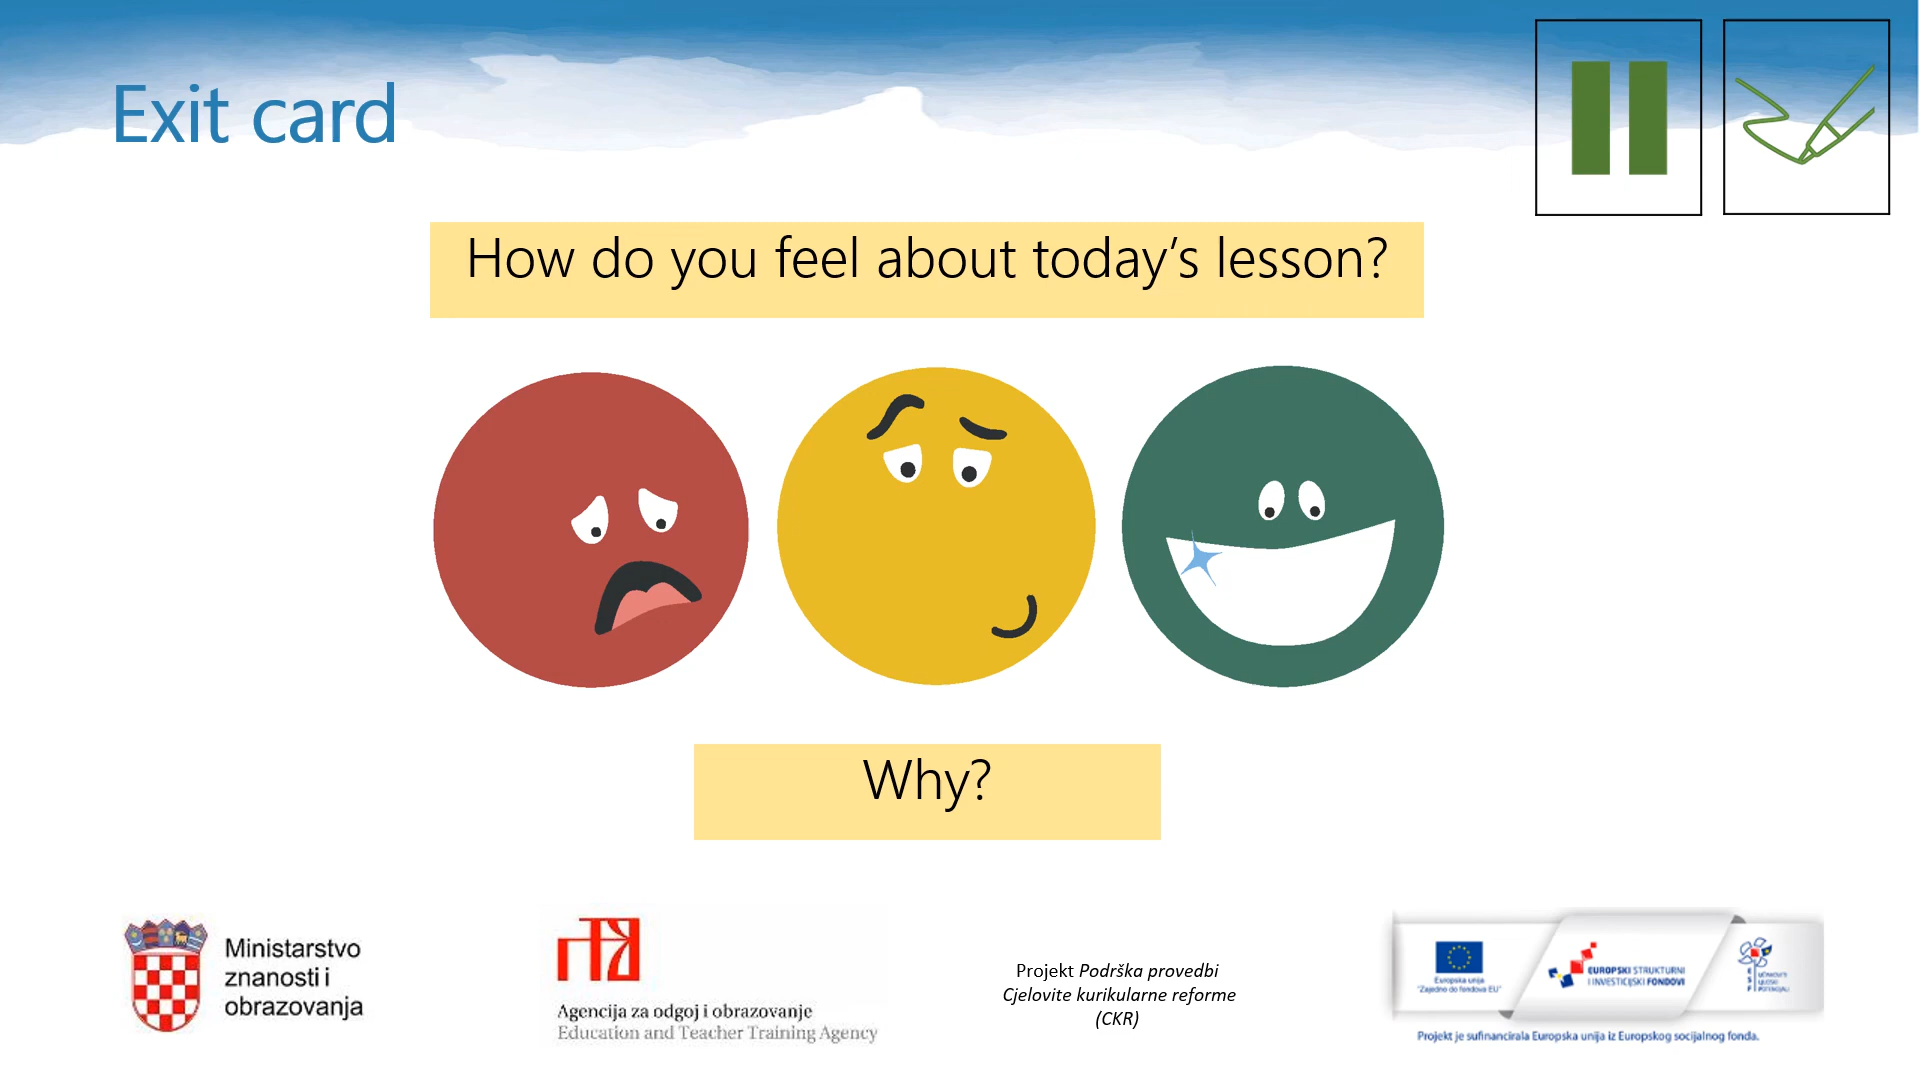 Exit card
How do you feel about today’s lesson?
Why?
Ministarstvo
znanosti i
obrazovanja
Agencija za odgoj i obrazovanje
Education and Teacher Training Agency
Projekt Podrška provedbi
Cjelovite kurikularne reforme
(CKR)
Europska unija
"Zajedno do fondova EU"
EUROPSKI STRUKTURNI
I INVESTICIJSKI FONDOVI
Projekt je sufinancirala Europska unija iz Europskog socijalnog fonda.